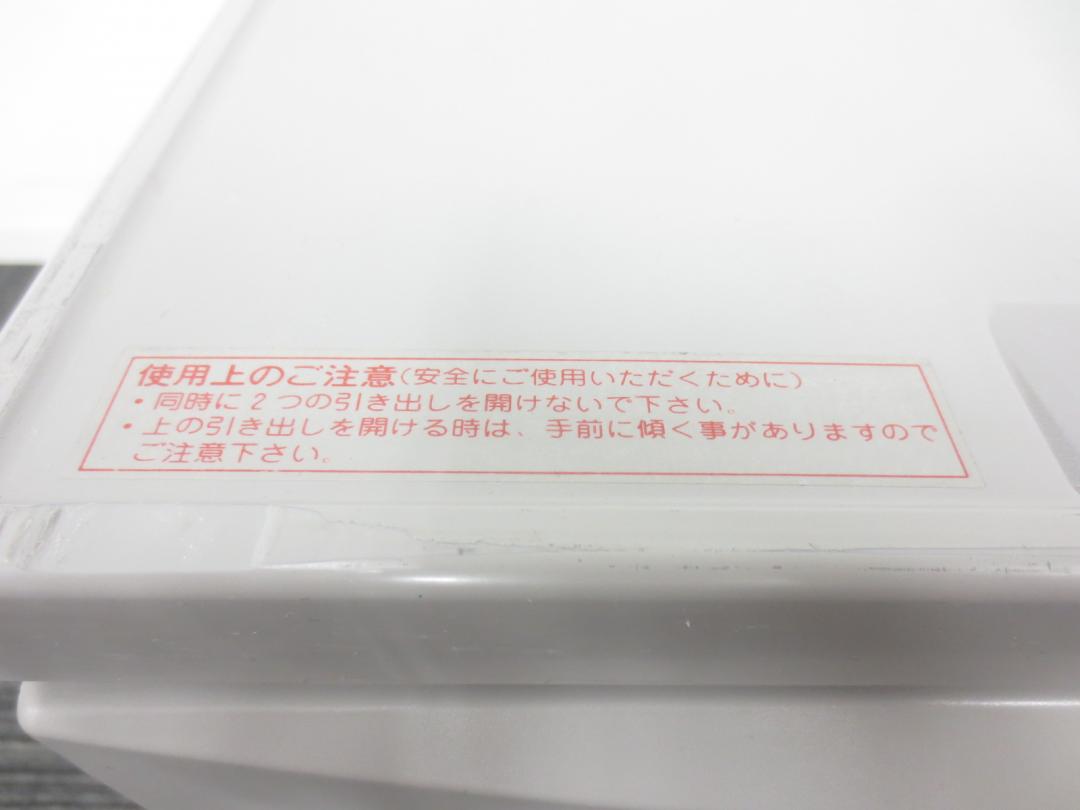 使用上のご注意(安全にご使用いただくために)
・同時に2つの引き出しを開けないで下さい。
・上の引き出しを開ける時は、手前に傾く事がありますので
ご注意下さい。